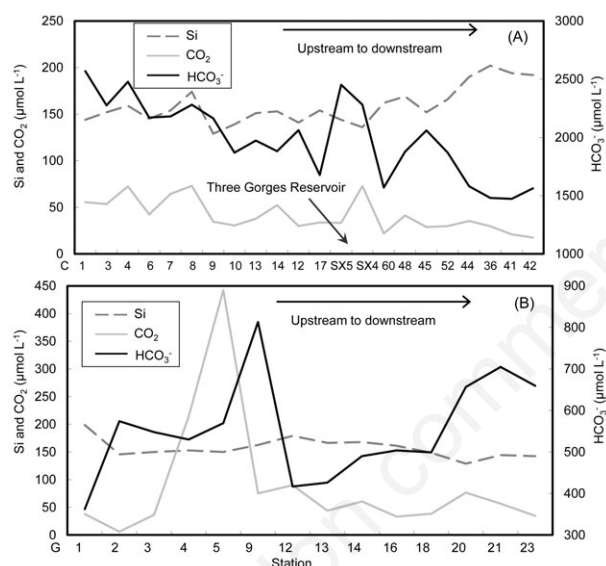 250
200
150
100
50
0
Si and CO₂ (µmol L⁻¹)
Si
CO₂
HCO₃⁻
Upstream to downstream
(A)
Three Gorges Reservoir
3000
2500
2000
1500
1000
HCO₃⁻ (µmol L⁻¹)
C 1 3 4 6 7 8 9 10 13 14 12 17 SX5 SX4 60 48 45 52 44 36 41 42
450
400
350
300
250
200
150
100
50
0
Si and CO₂ (µmol L⁻¹)
Si
CO₂
HCO₃⁻
Upstream to downstream
(B)
900
800
700
600
500
400
300
HCO₃⁻ (µmol L⁻¹)
G 1 2 3 4 5 9 12 13 14 16 18 20 21 23
Station